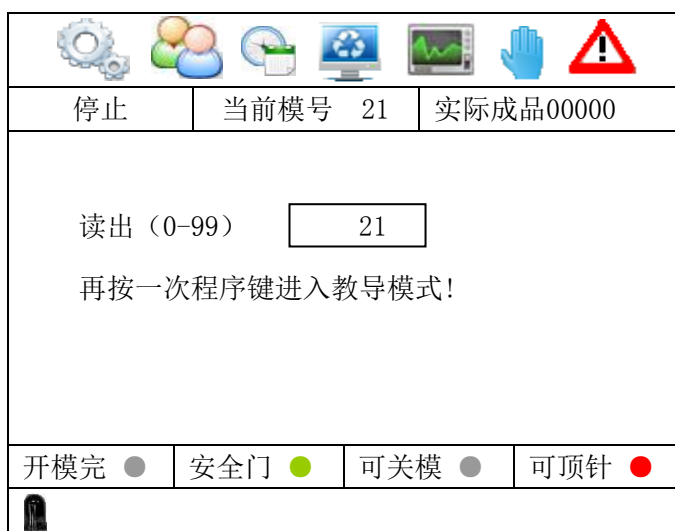 停止 当前模号 21 实际成品00000
读出（0-99） 21
再按一次程序键进入教导模式!
开模完 安全门 可关模 可顶针